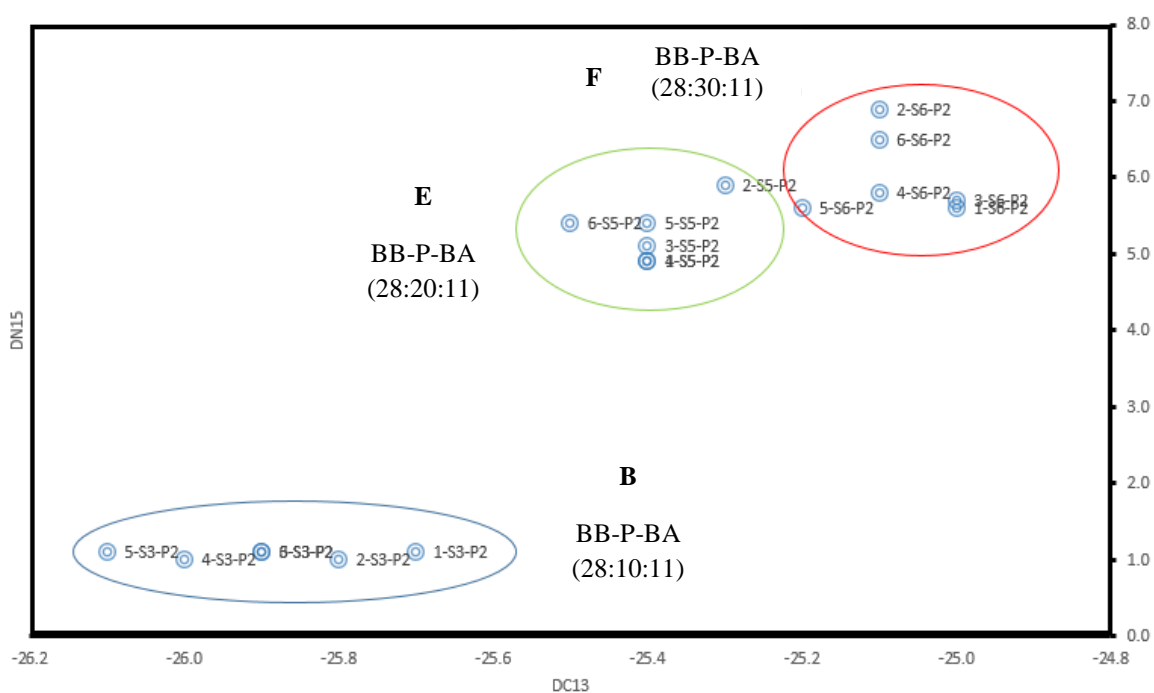 8.0
BB-P-BA
F
(28:30:11)
7.0
2-S6-P2
6-S6-P2
6.0
2-S5-P2
4-S6-P2
3-S6-P2
5-S6-P2
1-S6-P2
E
6-S5-P2
5-S5-P2
3-S5-P2
1-S5-P2
5.0
BB-P-BA
(28:20:11)
4.0
DN15
3.0
B
2.0
BB-P-BA
(28:10:11)
5-S3-P2
4-S3-P2
2-S3-P2
1-S3-P2
1.0
0.0
-26.2
-26.0
-25.8
-25.6
-25.4
-25.2
-25.0
-24.8
DC13